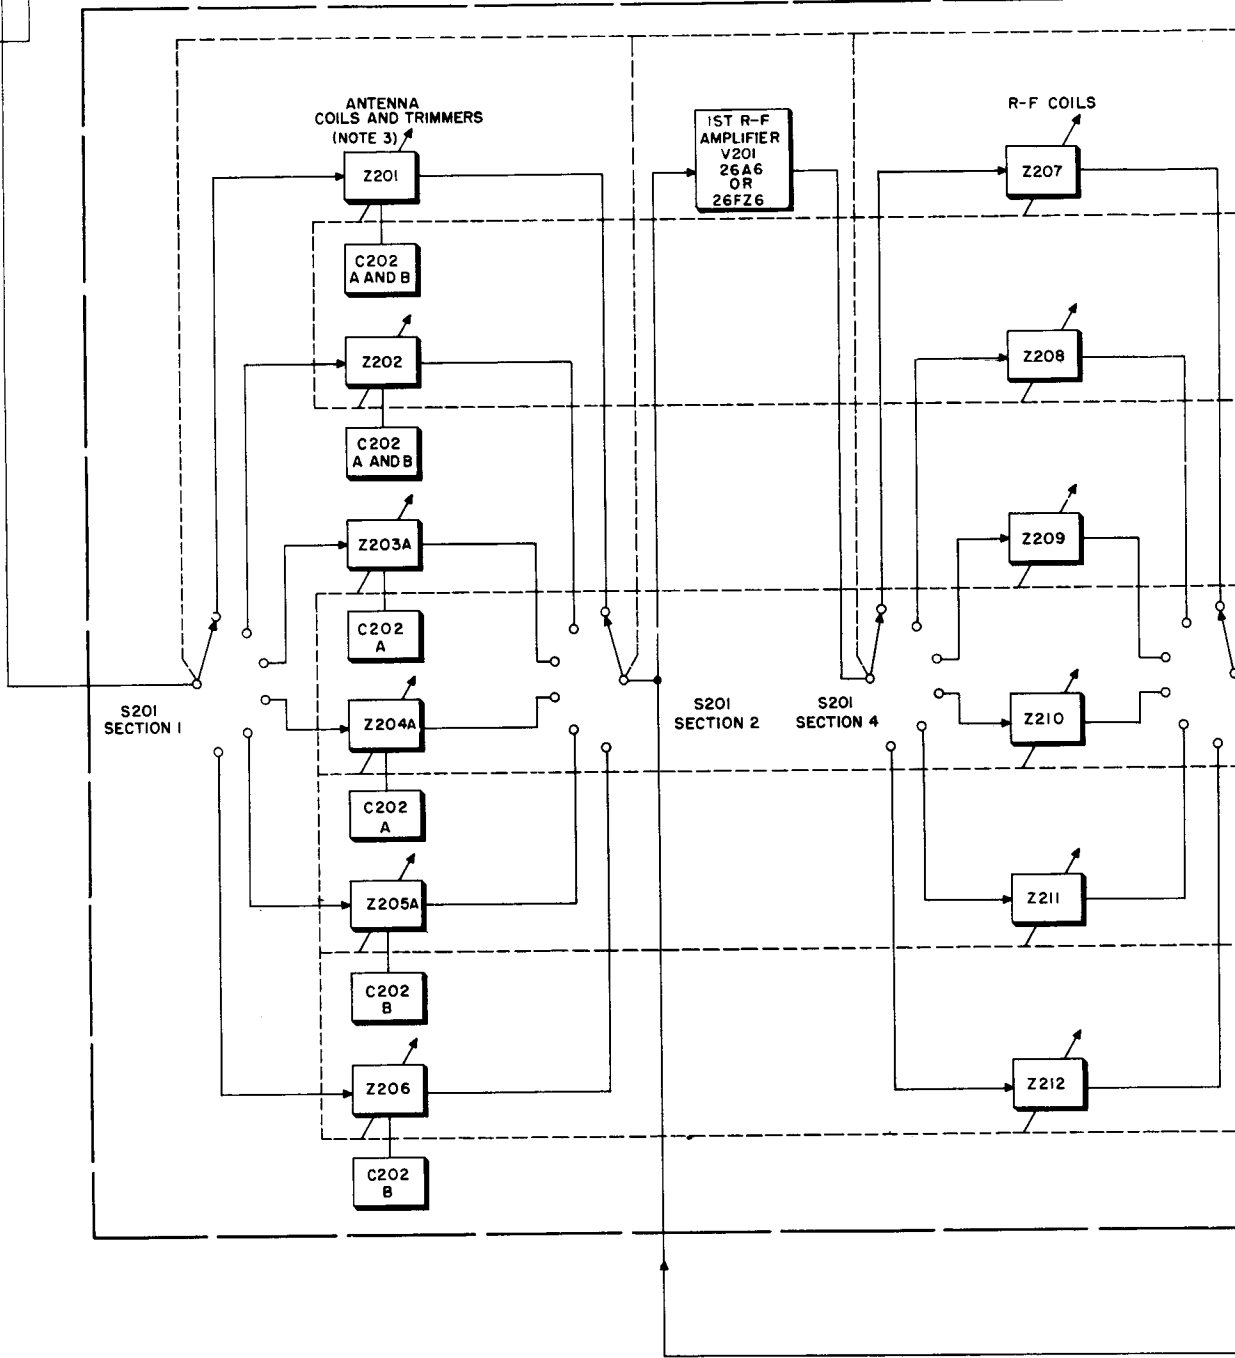 ANTENNA
COILS AND TRIMMERS
(NOTE 3)
Z201
C202
A AND B
Z202
C202
A AND B
Z203A
C202
A
Z204A
C202
A
Z205A
C202
B
Z206
C202
B
S201
SECTION 1
1ST R-F
AMPLIFIER
V201
26A6
OR
26FZ6
S201
SECTION 2
S201
SECTION 4
R-F COILS
Z207
Z208
Z209
Z210
Z211
Z212